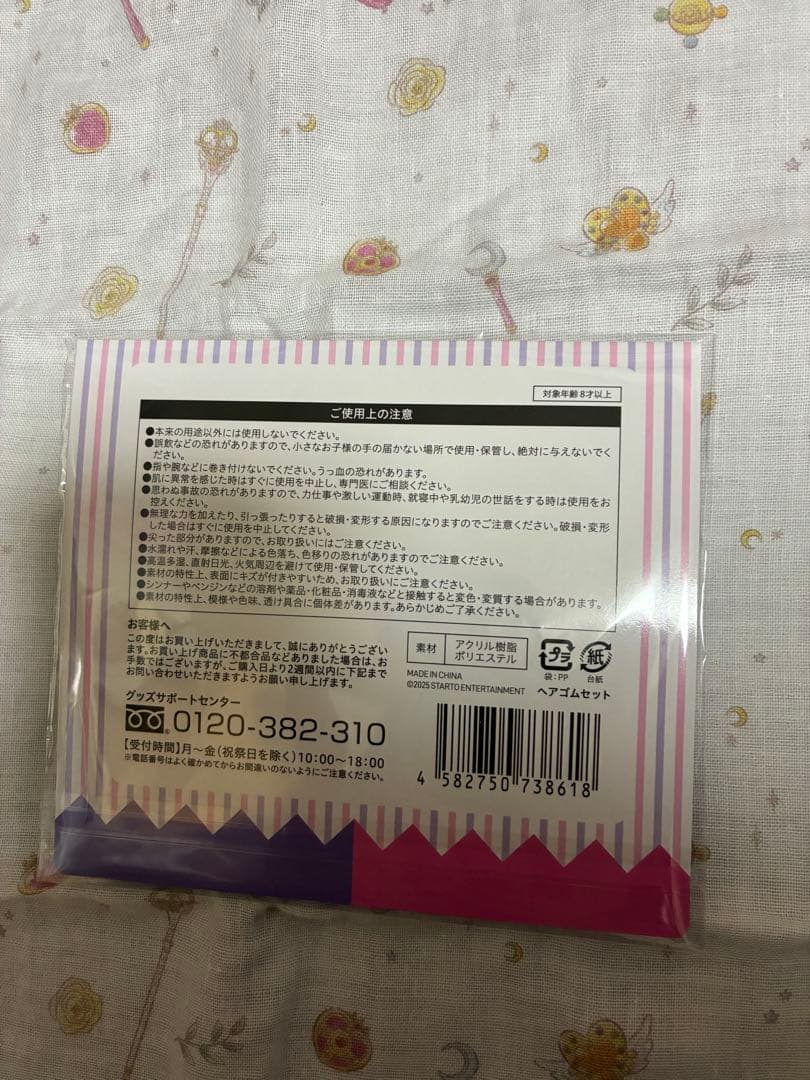 対象年齢8才以上
ご使用上の注意
●本来の用途以外には使用しないでください。
●誤飲などの恐れがありますので、小さなお子様の手の届かない場所で使用・保管し、絶対に与えないでく
ださい。
●指や腕などに巻き付けないでください。うっ血の恐れがあります。
●肌に異常を感じた時はすぐに使用を中止し、専門医にご相談ください。
●思わぬ事故の恐れがありますので、力仕事や激しい運動時、就寝中や乳幼児の世話をする時は使用をお
控えください。
●無理な力を加えたり、引っ張ったりすると破損・変形する原因になりますのでご注意ください。破損・変形
した場合はすぐに使用を中止してください。
●尖った部分がありますので、お取り扱いにはご注意ください。
●水濡れや汗、摩擦などによる色落ち、色移りの恐れがありますのでご注意ください。
●高温多湿、直射日光、火気周辺を避けて使用・保管してください。
●素材の特性上、表面にキズが付きやすいため、お取り扱いにご注意ください。
●シンナーやベンジンなどの溶剤や薬品・化粧品・消毒液などと接触すると変色・変質する場合があります。
●素材の特性上、模様や色味、透け具合に個体差があります。あらかじめご了承ください。
お客様へ
この度はお買い上げいただきまして、誠にありがとうござい
ます。お買い上げ商品に不都合品などありました場合は、お
手数ではございますが、ご購入日より2週間以内に下記まで
お問い合わせいただきますようお願い申し上げます。
グッズサポートセンター
0120-382-310
【受付時間】月〜金(祝祭日を除く)10:00〜18:00
※電話番号はよく確かめてからお間違いのないようにご注意ください。
素材 アクリル樹脂
ポリエステル
プラ 紙
袋:PP 台紙
MADE IN CHINA
©2025 STARTO ENTERTAINMENT
ヘアゴムセット
4 582750 738618